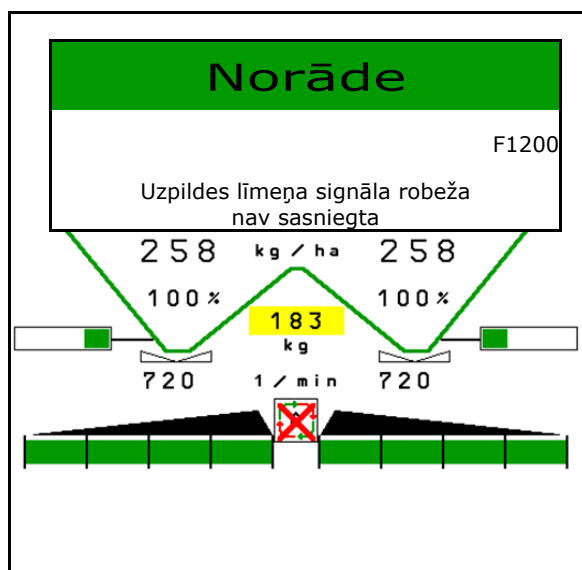 Norāde
F1200
Uzpildes līmeņa signāla robeža
nav sasniegta
258 kg/ha 258
100% 100%
183
kg
720 1/min 720